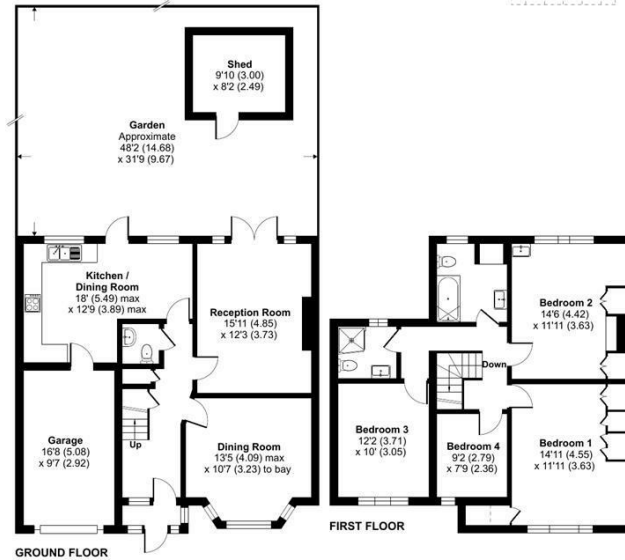 Shed
9'10 (3.00)
x 8'2 (2.49)
Garden
Approximate
48'2 (14.68)
x 31'9 (9.67)
Kitchen /
Dining Room
18' (5.49) max
x 12'9 (3.89) max
Reception Room
15'11 (4.85)
x 12'3 (3.73)
Garage
16'8 (5.08)
x 9'7 (2.92)
Up
Dining Room
13'5 (4.09) max
x 10'7 (3.23) to bay
GROUND FLOOR
Bedroom 2
14'6 (4.42)
x 11'11 (3.63)
Down
Bedroom 3
12'2 (3.71)
x 10' (3.05)
Bedroom 4
9'2 (2.79)
x 7'9 (2.36)
Bedroom 1
14'11 (4.55)
x 11'11 (3.63)
FIRST FLOOR